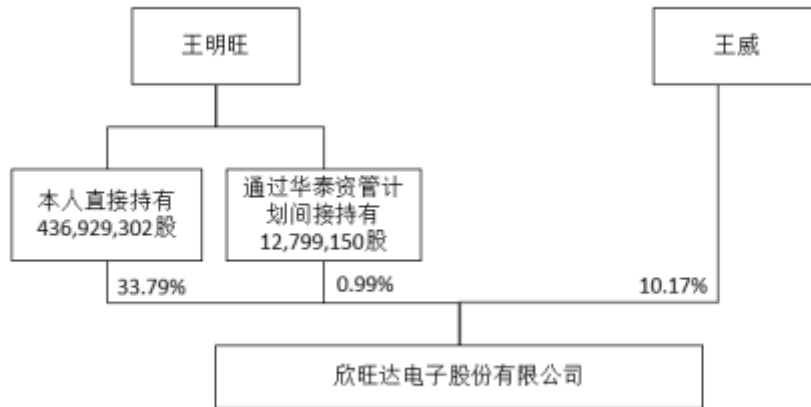 王明旺
王威
本人直接持有
436,929,302股
通过华泰资管计
划间接持有
12,799,150股
33.79%
0.99%
10.17%
欣旺达电子股份有限公司